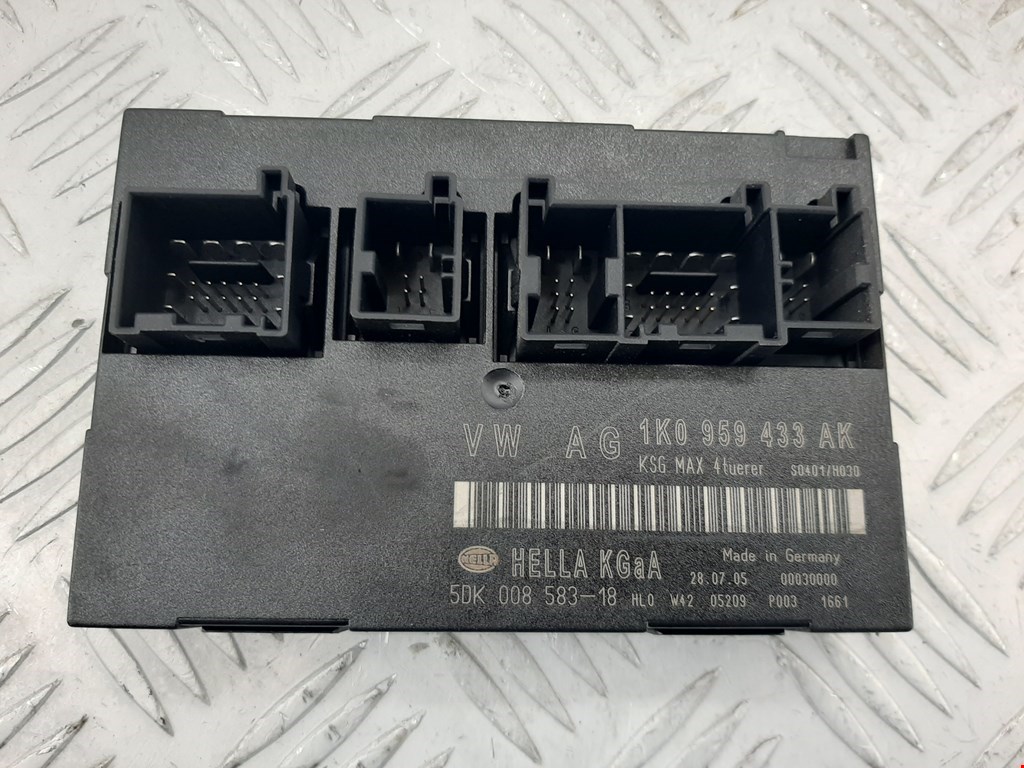 VW AG 1K0 959 433 AK
KSG MAX 4tuerer S0401/H030
HELLA HELLA KGaA Made in Germany
28.07.05 00030000
5DK 008 583-18 HL0 W42 05209 P003 1661